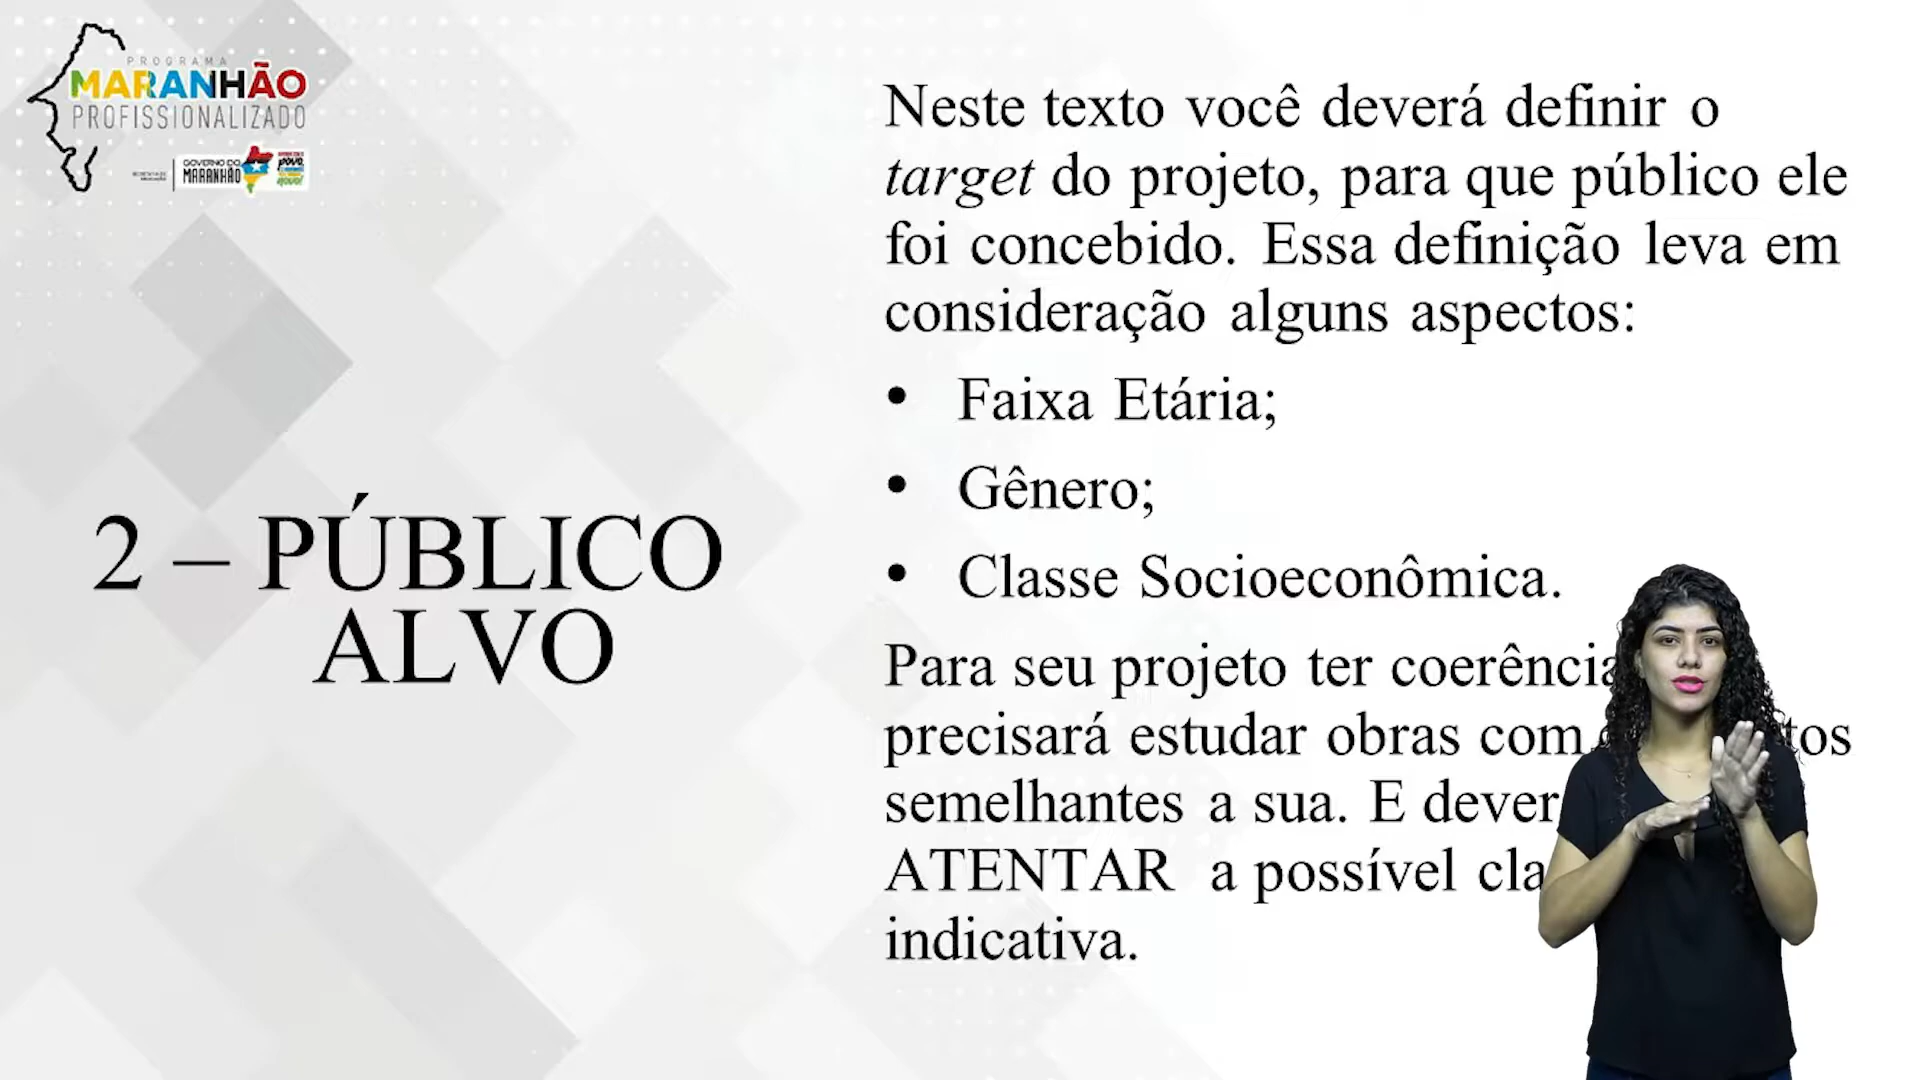 PROGRAMA
MARANHÃO
PROFISSIONALIZADO
GOVERNO DO
MARANHÃO
2 – PÚBLICO
ALVO
Neste texto você deverá definir o
target do projeto, para que público ele
foi concebido. Essa definição leva em
consideração alguns aspectos:
• Faixa Etária;
• Gênero;
• Classe Socioeconômica.
Para seu projeto ter coerência
precisará estudar obras com
semelhantes a sua. E
ATENTAR a possível
indicativa.